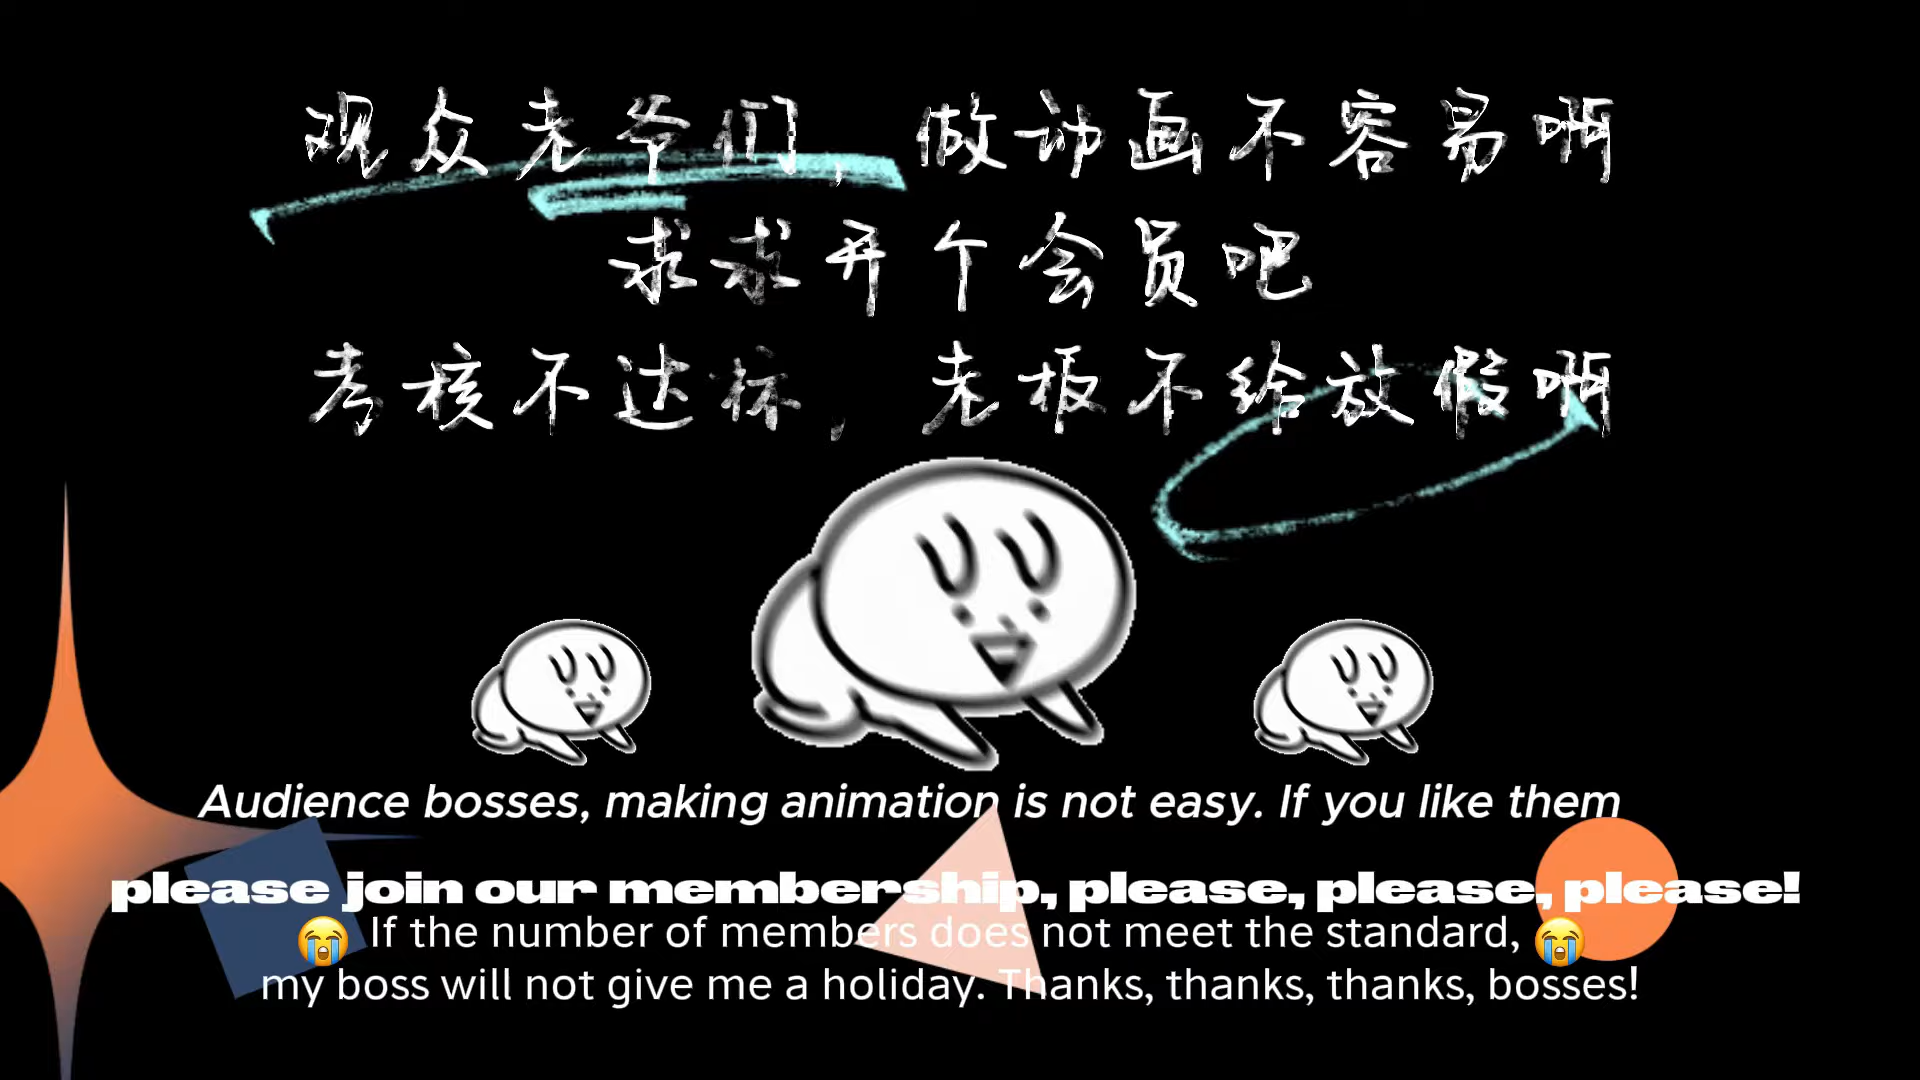 观众老爷们，做动画不容易啊
求求开个会员吧
考核不达标，老板不给放假啊
Audience bosses, making animation is not easy. If you like them
please join our membership, please, please, please!
😭 If the number of members does not meet the standard, 😭
my boss will not give me a holiday. Thanks, thanks, thanks, bosses!